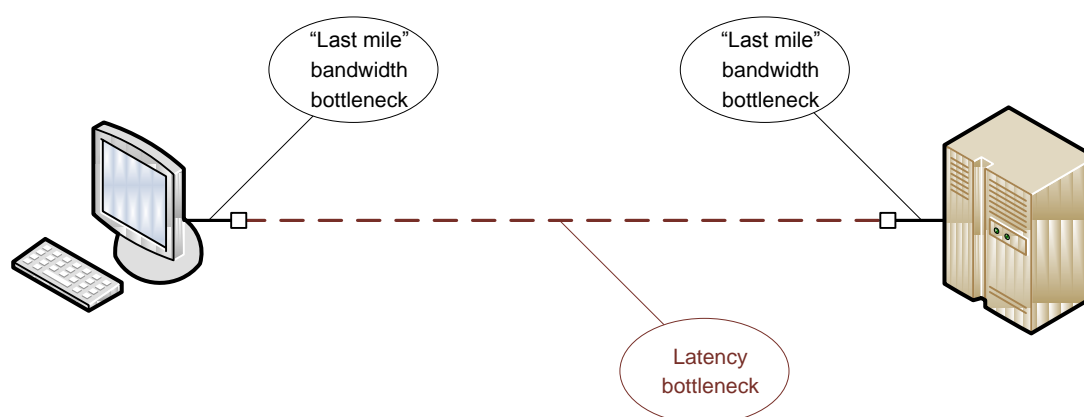 “Last mile”
bandwidth
bottleneck
“Last mile”
bandwidth
bottleneck
Latency
bottleneck